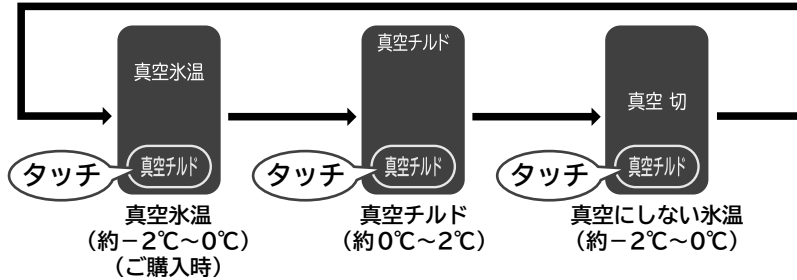 真空氷温
真空チルド
タッチ
真空氷温
(約−2℃〜0℃)
(ご購入時)
真空チルド
真空チルド
タッチ
真空チルド
(約0℃〜2℃)
真空 切
真空チルド
タッチ
真空にしない氷温
(約−2℃〜0℃)